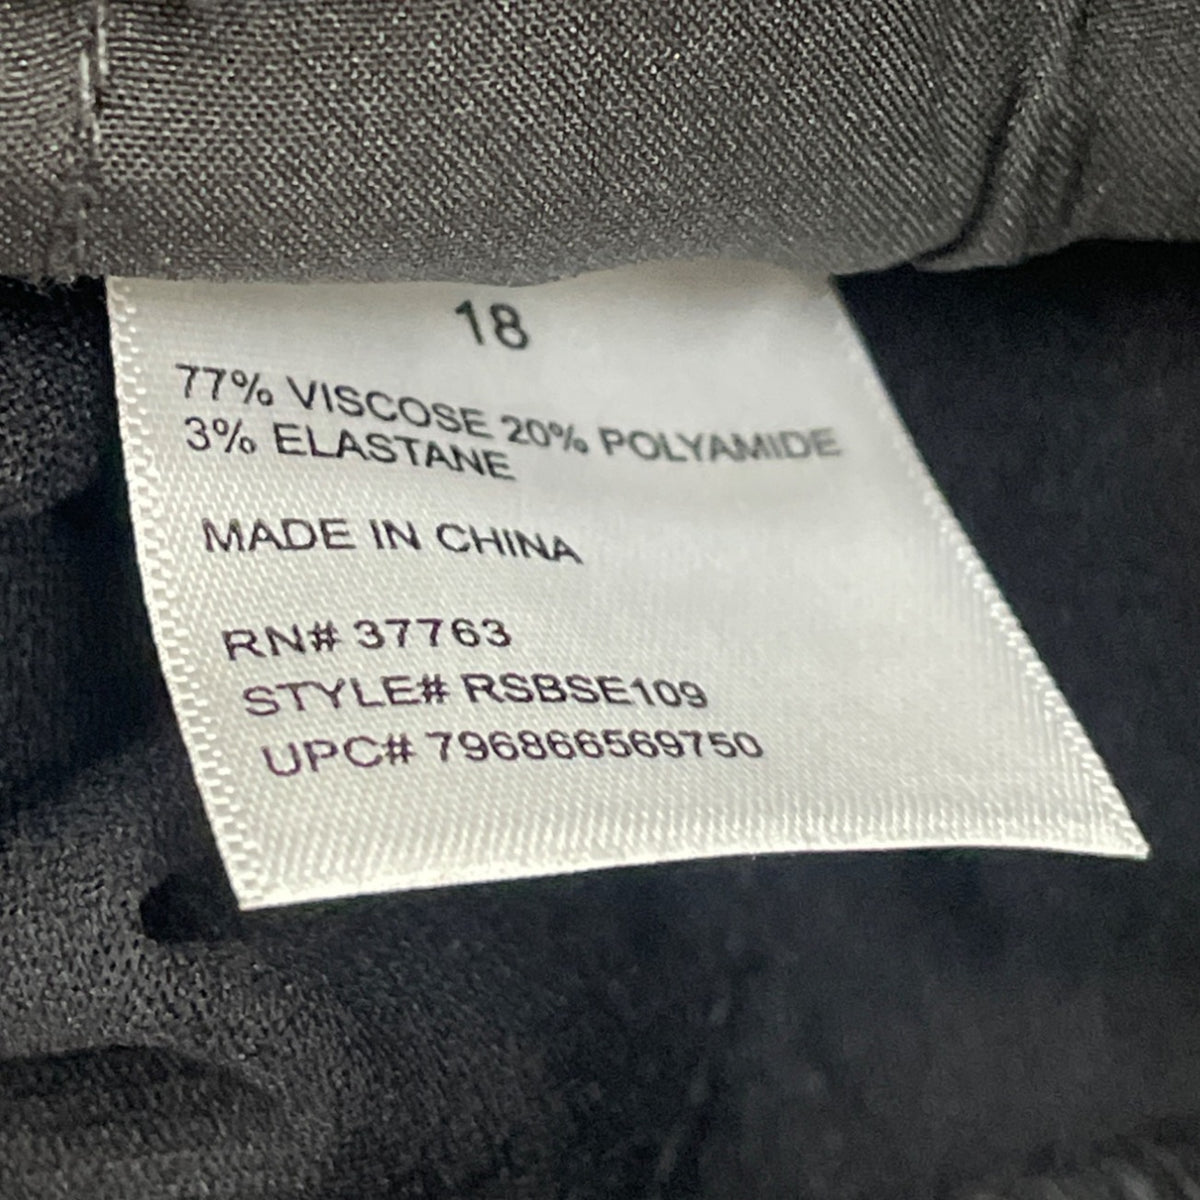 18
77% VISCOSE 20% POLYAMIDE
3% ELASTANE
MADE IN CHINA
RN# 37763
STYLE# RSBSE109
UPC# 796866569750